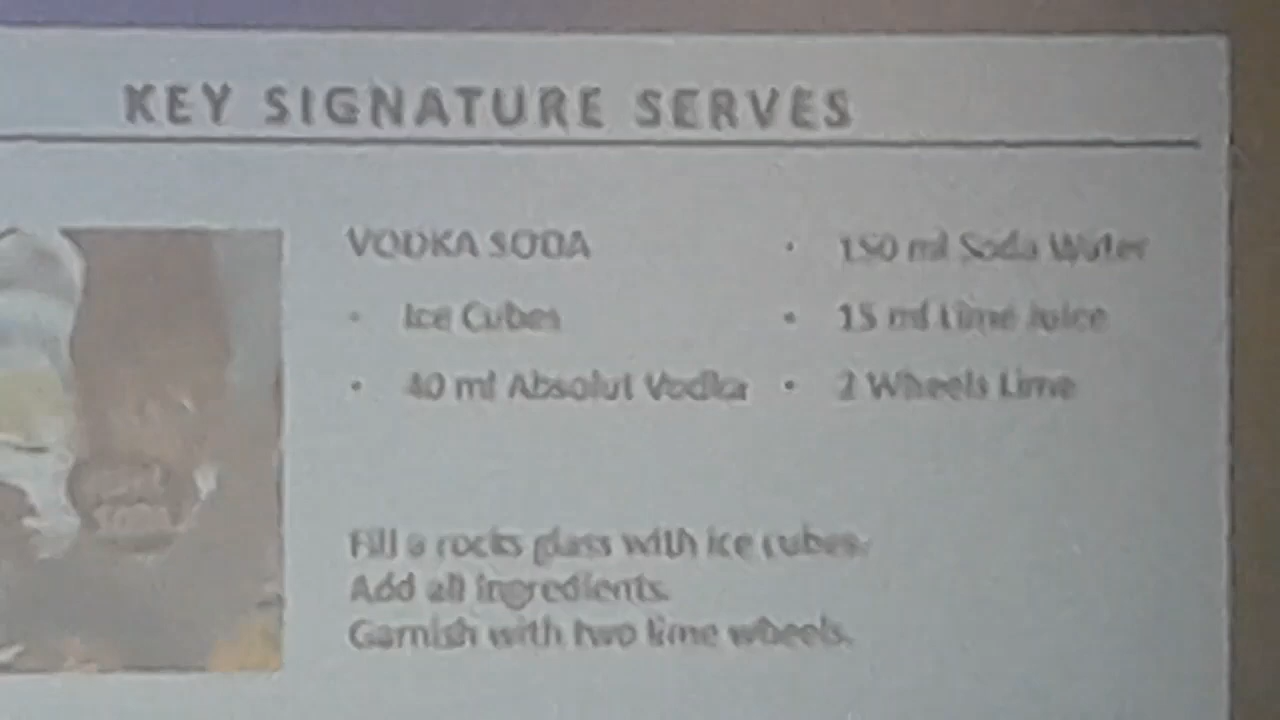 KEY SIGNATURE SERVES
VODKA SODA
• Ice Cubes
• 40 ml Absolut Vodka
• 150 ml Soda Water
• 15 ml Lime Juice
• 2 Wheels Lime
Fill a rocks glass with ice cubes.
Add all ingredients.
Garnish with two lime wheels.